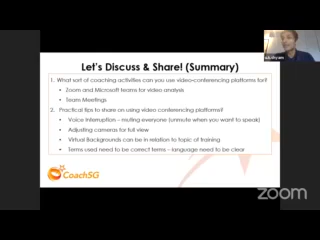 Let's Discuss & Share! (Summary)
1. What sort of coaching activities can you use video-conferencing platforms for?
• Zoom and Microsoft teams for video analysis
• Team Meetings
2. Practical tips to share on using video conferencing platforms?
• Voice Interruption – muting everyone (unmute when you want to speak)
• Adjusting cameras for full view
• Virtual Backgrounds can be in relation to topic of training
• Terms used need to be correct terms – language need to be clear
CoachSG
zoom